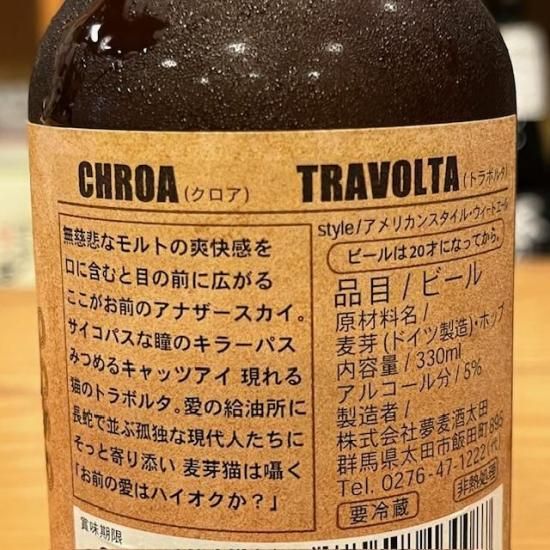 CHROA(クロア)
TRAVOLTA(トラボルタ)
無慈悲なモルトの爽快感を
口に含むと目の前に広がる
ここがお前のアナザースカイ。
サイコパスな瞳のキラーパス
みつめるキャッツアイ 現れる
猫のトラボルタ。愛の給油所に
長蛇で並ぶ孤独な現代人たちに
そっと寄り添い 麦芽猫は囁く
「お前の愛はハイオクか?」
賞味期限
style/アメリカンスタイル・ウィートエール
ビールは20才になってから。
品目/ビール
原材料名/
麦芽(ドイツ製造)・ホップ
内容量/330ml
アルコール分/5%
製造者/
株式会社夢麦酒太田
群馬県太田市飯田町895
Tel. 0276-47-1222(代)
要冷蔵
非熱処理